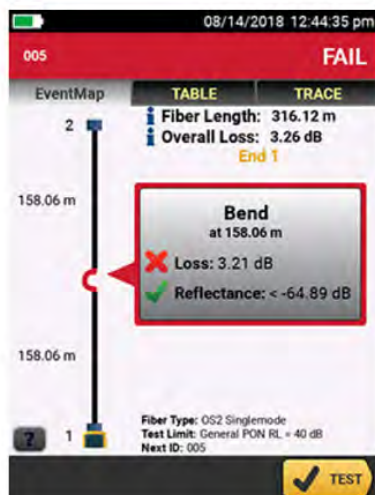 08/14/2018 12:44:35 pm
005 FAIL
EventMap TABLE TRACE
2
Fiber Length: 316.12 m
Overall Loss: 3.26 dB
End 1
158.06 m
Bend
at 158.06 m
Loss: 3.21 dB
Reflectance: < -64.89 dB
158.06 m
Fiber Type: OS2 Singlemode
Test Limit: General PON RL = 40 dB
Next ID: 005
? 1
TEST